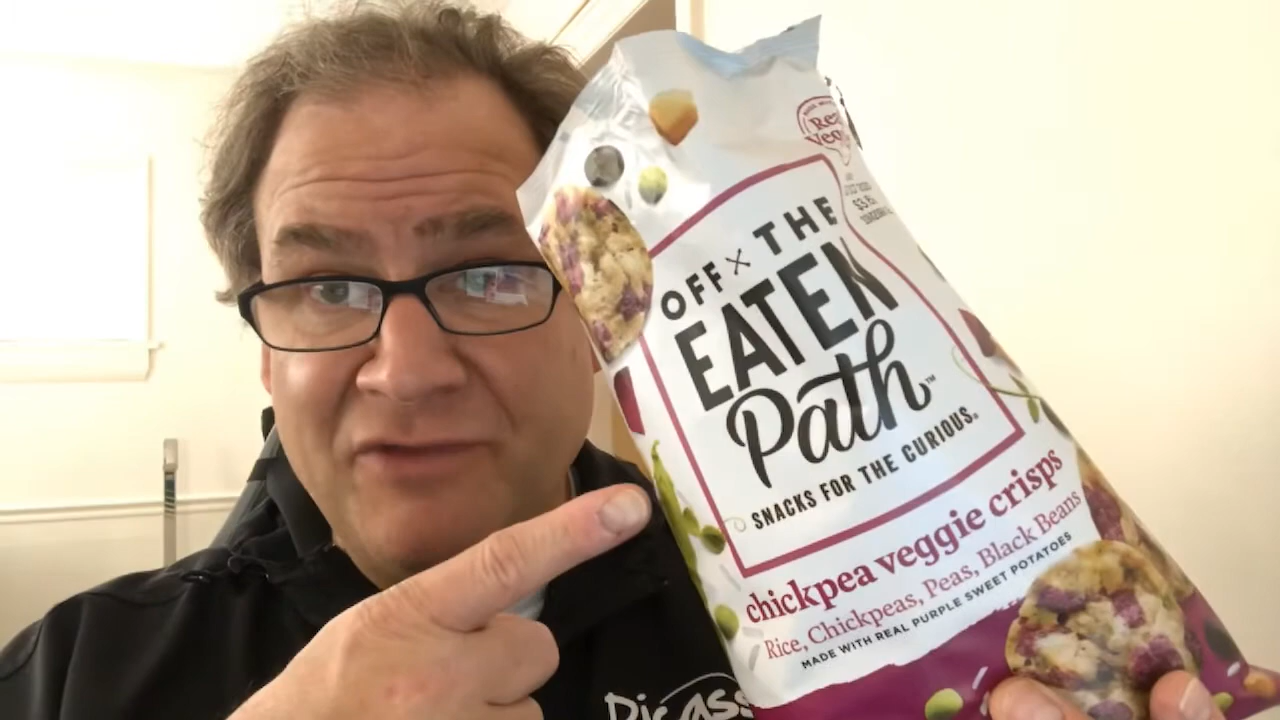 OFF THE
EATEN
Path™
SNACKS FOR THE CURIOUS®
chickpea veggie crisps
Rice, Chickpeas, Peas, Black Beans
MADE WITH REAL PURPLE SWEET POTATOES